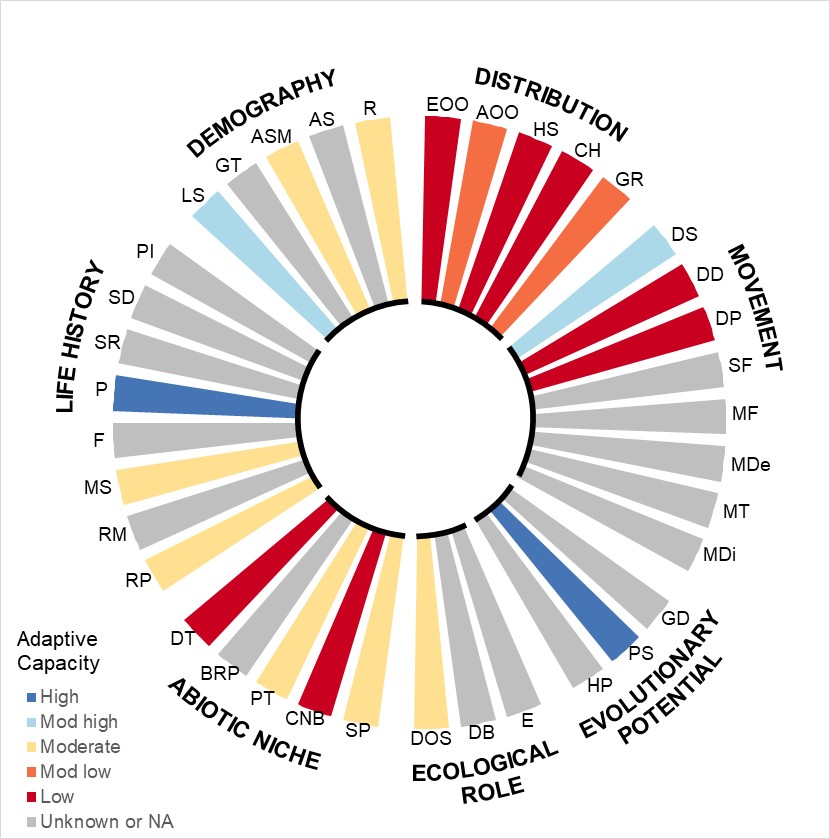 DISTRIBUTION
EOO
AOO
HS
CH
GR
MOVEMENT
DS
DD
DP
SF
MF
MDe
MT
MDi
EVOLUTIONARY
POTENTIAL
GD
PS
HP
ECOLOGICAL
ROLE
E
DB
DOS
ABIOTIC NICHE
SP
CNB
PT
BRP
DT
LIFE HISTORY
RP
RM
MS
F
P
SR
SD
PI
DEMOGRAPHY
LS
GT
ASM
AS
R
Adaptive
Capacity
High
Mod high
Moderate
Mod low
Low
Unknown or NA